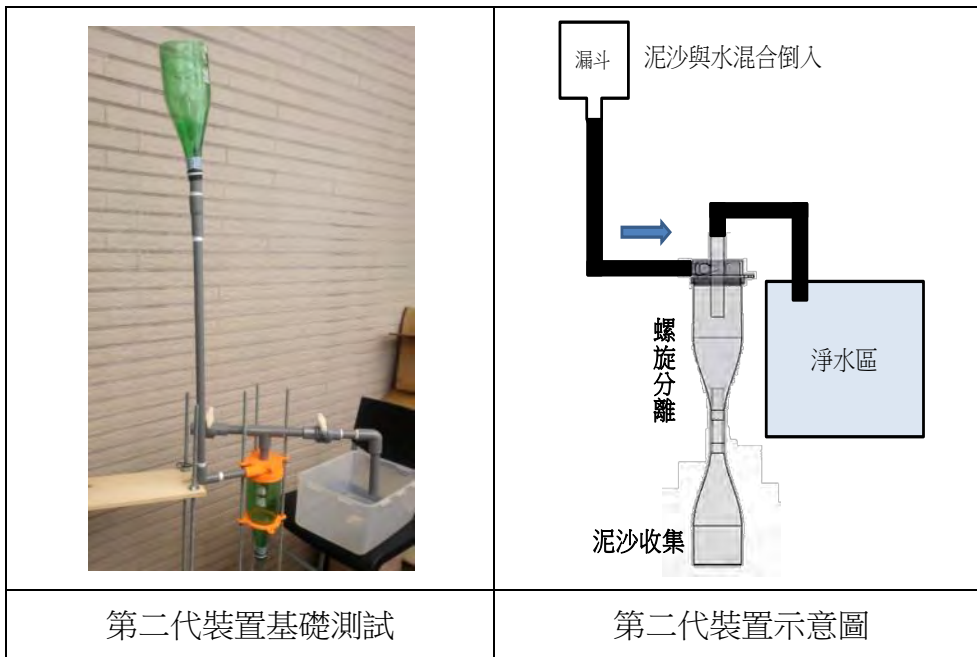 漏斗
泥沙與水混合倒入
螺旋分離
淨水區
泥沙收集
第二代裝置基礎測試
第二代裝置示意圖